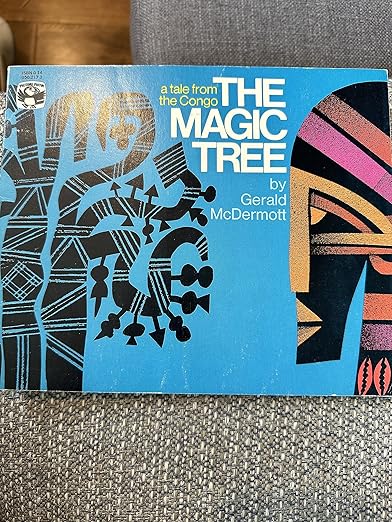 a tale from
the Congo
THE
MAGIC
TREE
by
Gerald
McDermott